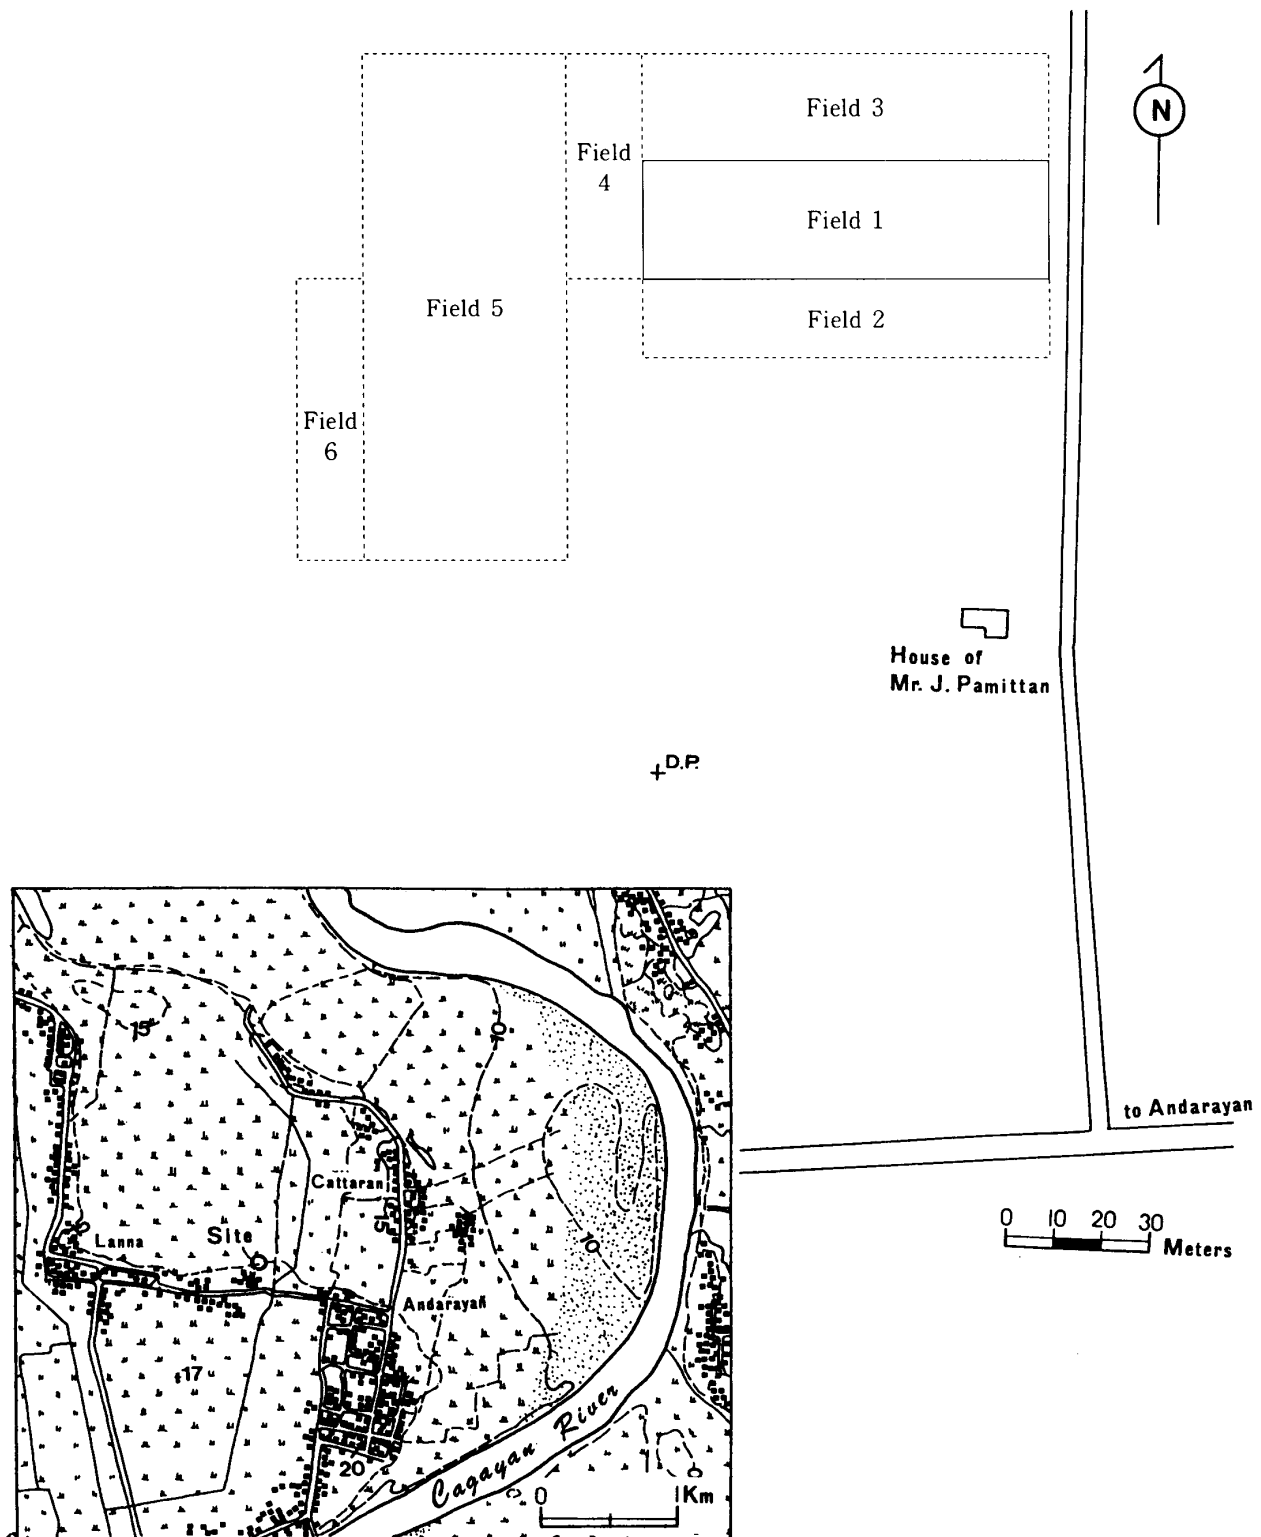 N
Field 3
Field
4
Field 1
Field 5
Field 2
Field
6
House of
Mr. J. Pamittan
D.P.
to Andarayan
0 10 20 30
Meters
15
10
Cattaran
15
Lanna
Site
10
Andarayan
17
20
Cagayan River
0 1Km